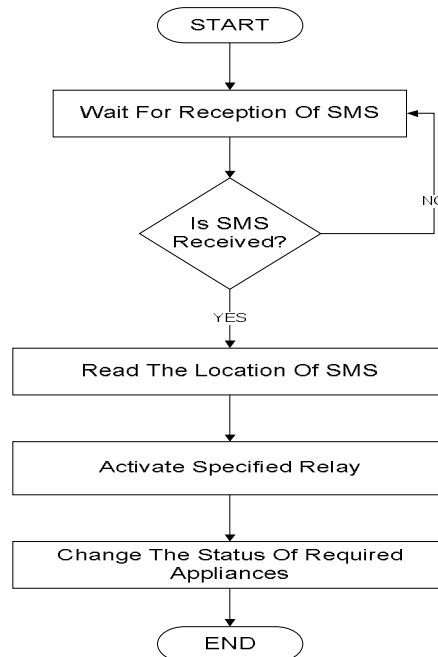 START
Wait For Reception Of SMS
Is SMS
Received?
NO
YES
Read The Location Of SMS
Activate Specified Relay
Change The Status Of Required
Appliances
END